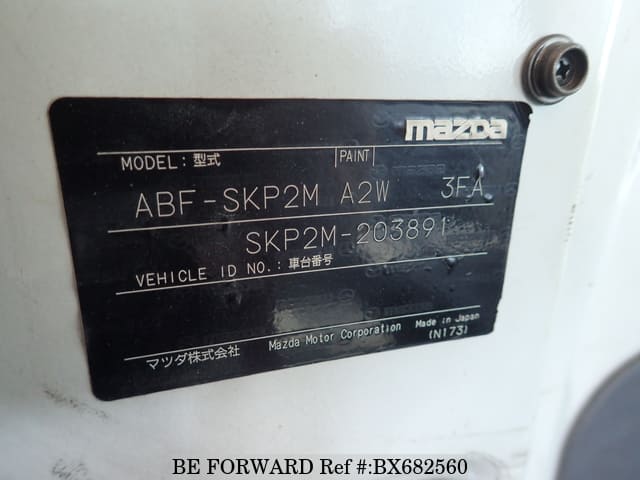 mazda
MODEL: 型式 PAINT
ABF-SKP2M A2W 3FA
SKP2M-203891
VEHICLE ID NO.: 車台番号
マツダ株式会社 Mazda Motor Corporation Made in Japan
(N173)
BE FORWARD Ref #:BX682560